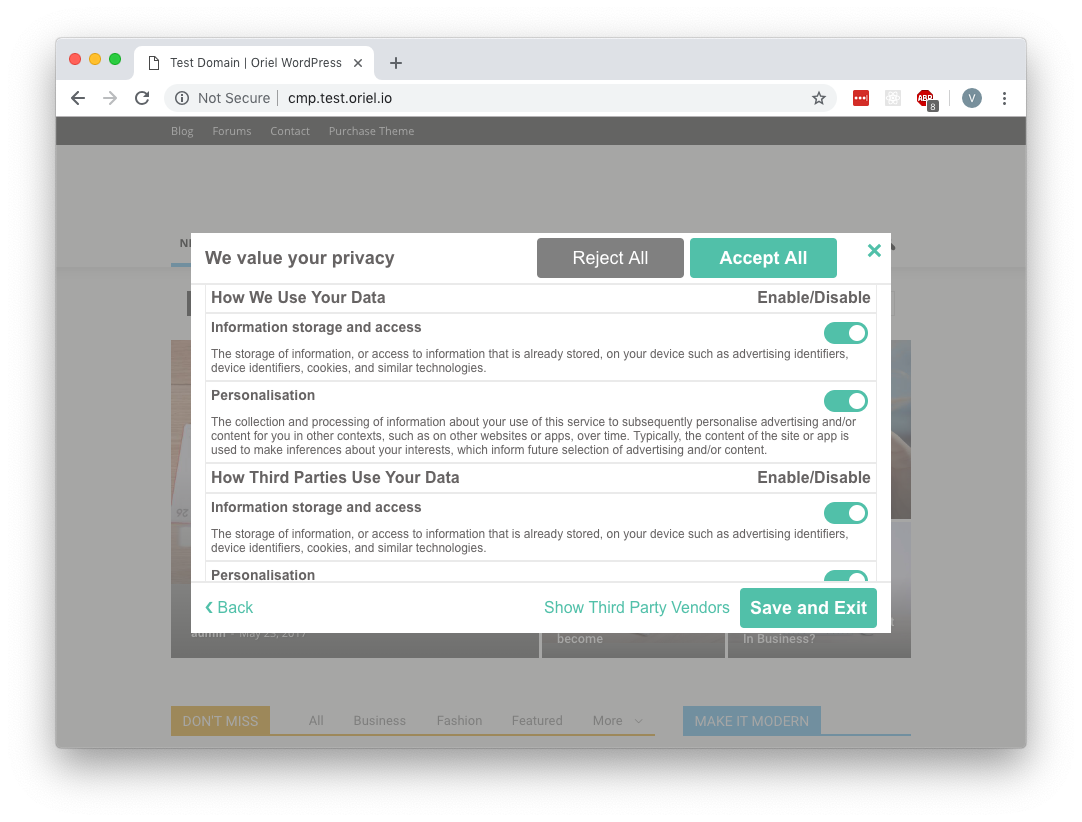 Test Domain | Oriel WordPress
Not Secure
cmp.test.oriel.io
ABP
8
V
Blog Forums Contact Purchase Theme
We value your privacy
Reject All
Accept All
How We Use Your Data Enable/Disable
Information storage and access
The storage of information, or access to information that is already stored, on your device such as advertising identifiers,
device identifiers, cookies, and similar technologies.
Personalisation
The collection and processing of information about your use of this service to subsequently personalise advertising and/or
content for you in other contexts, such as on other websites or apps, over time. Typically, the content of the site or app is
used to make inferences about your interests, which inform future selection of advertising and/or content.
How Third Parties Use Your Data Enable/Disable
Information storage and access
The storage of information, or access to information that is already stored, on your device such as advertising identifiers,
device identifiers, cookies, and similar technologies.
Personalisation
Back
Show Third Party Vendors
Save and Exit
admin - May 23, 2017
become
In Business?
DON'T MISS All Business Fashion Featured More
MAKE IT MODERN